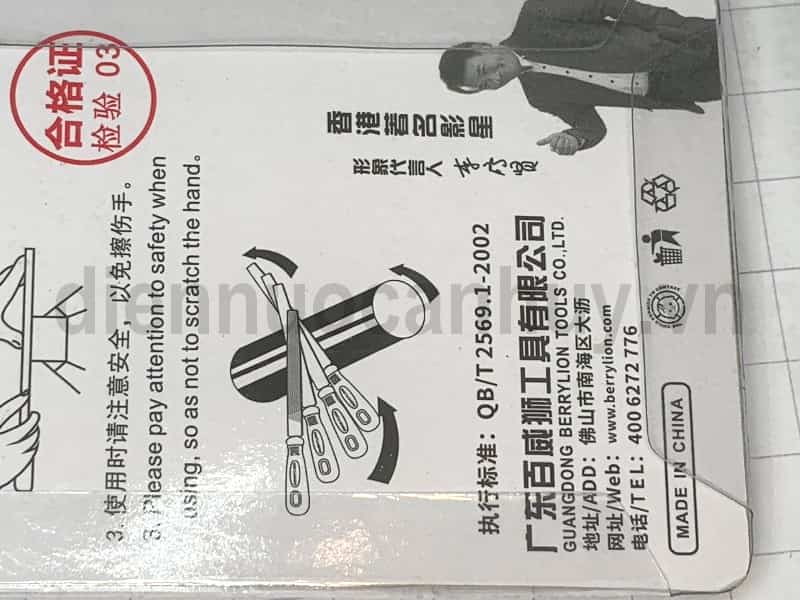 合格证
检验 03
3. 使用时请注意安全，以免擦伤手。
3. Please pay attention to safety when
using, so as not to scratch the hand.
香港著名影星
形象代言人
执行标准：QB/T 2569.1-2002
广东百威狮工具有限公司
GUANGDONG BERRYLION TOOLS CO.,LTD.
地址/ADD：佛山市南海区大沥
网址/Web：www.berrylion.com
电话/TEL：400 6272 776
MADE IN CHINA
diennuocanhuy.vn